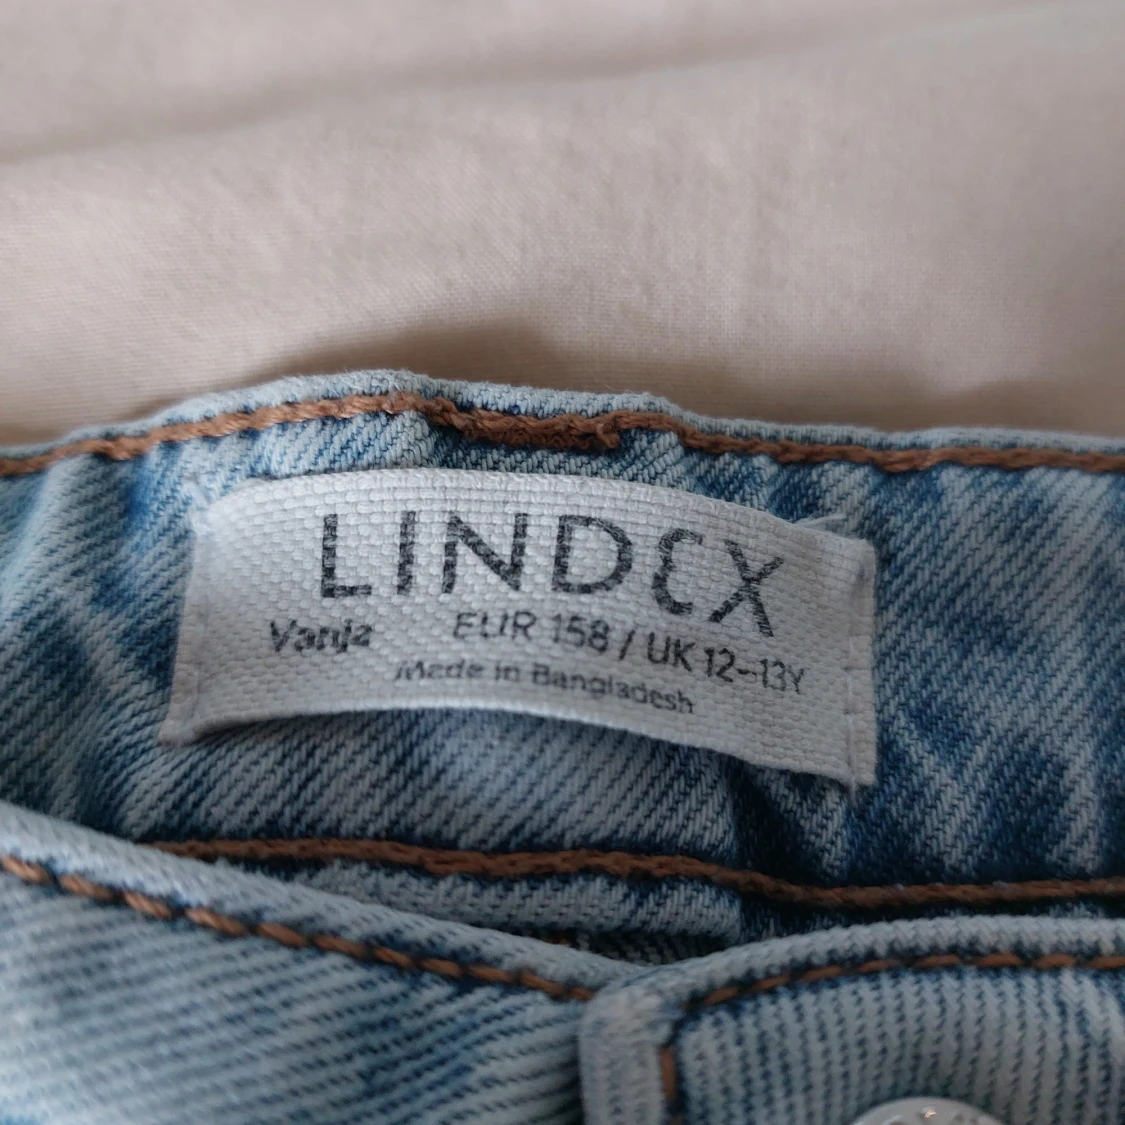 LINDEX
Vanja EUR 158 / UK 12-13Y
Made in Bangladesh